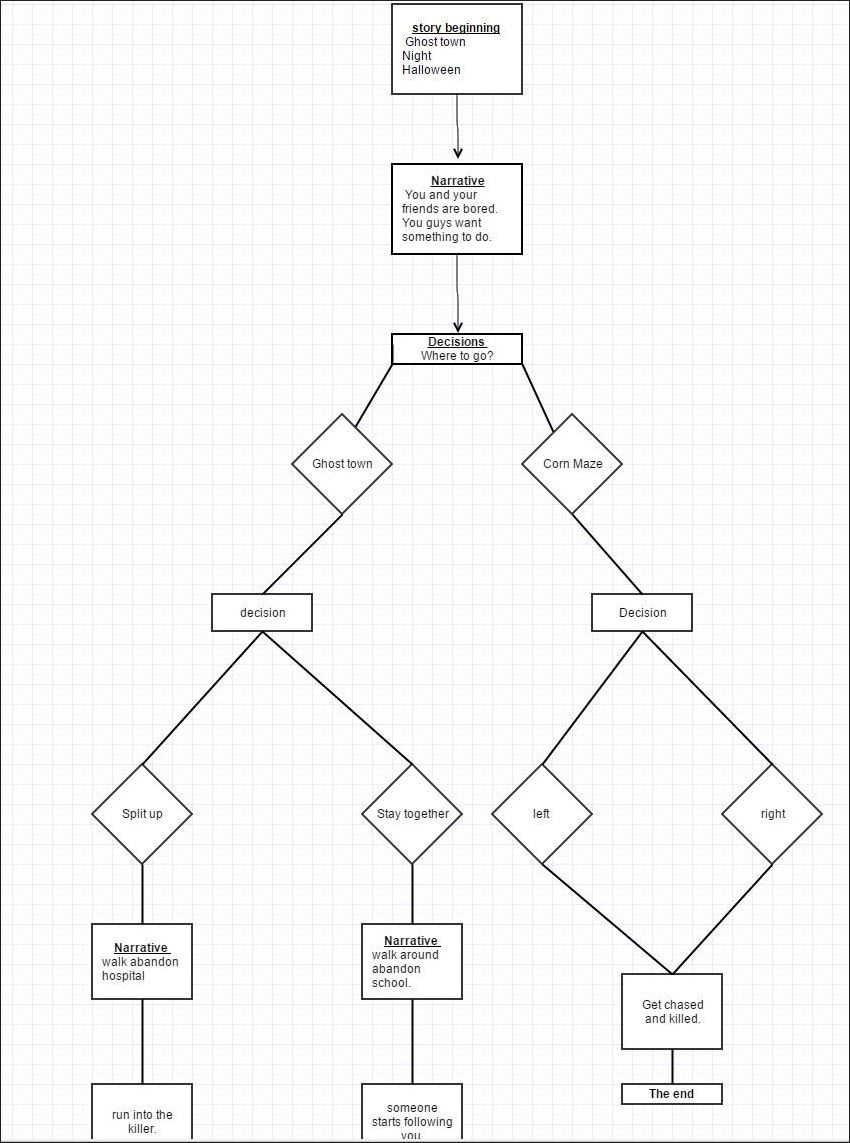 story beginning
Ghost town
Night
Halloween
Narrative
You and your
friends are bored.
You guys want
something to do.
Decisions
Where to go?
Ghost town
Corn Maze
decision
Decision
Split up
Stay together
left
right
Narrative
walk abandon
hospital
Narrative
walk around
abandon
school.
Get chased
and killed.
The end
run into the
killer.
someone
starts following
you